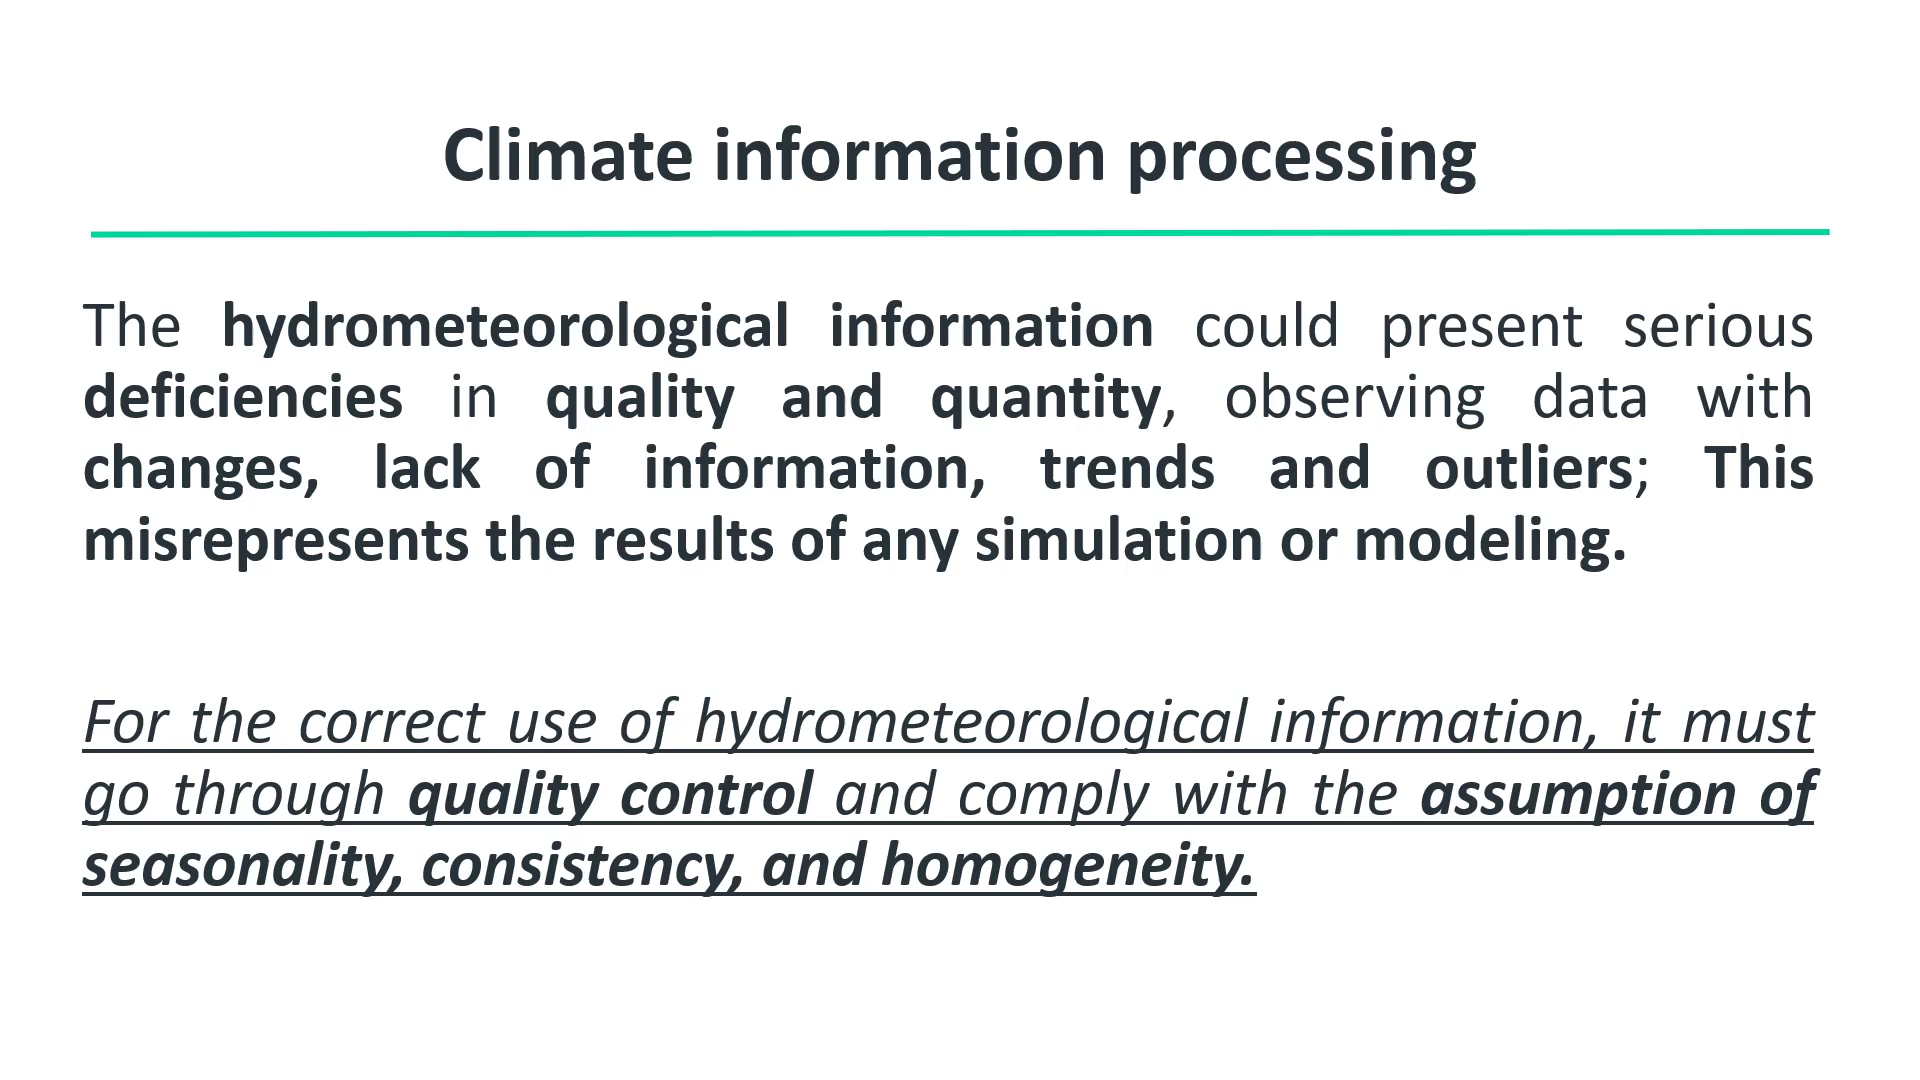 Climate information processing
The hydrometeorological information could present serious
deficiencies in quality and quantity, observing data with
changes, lack of information, trends and outliers; This
misrepresents the results of any simulation or modeling.
For the correct use of hydrometeorological information, it must
go through quality control and comply with the assumption of
seasonality, consistency, and homogeneity.